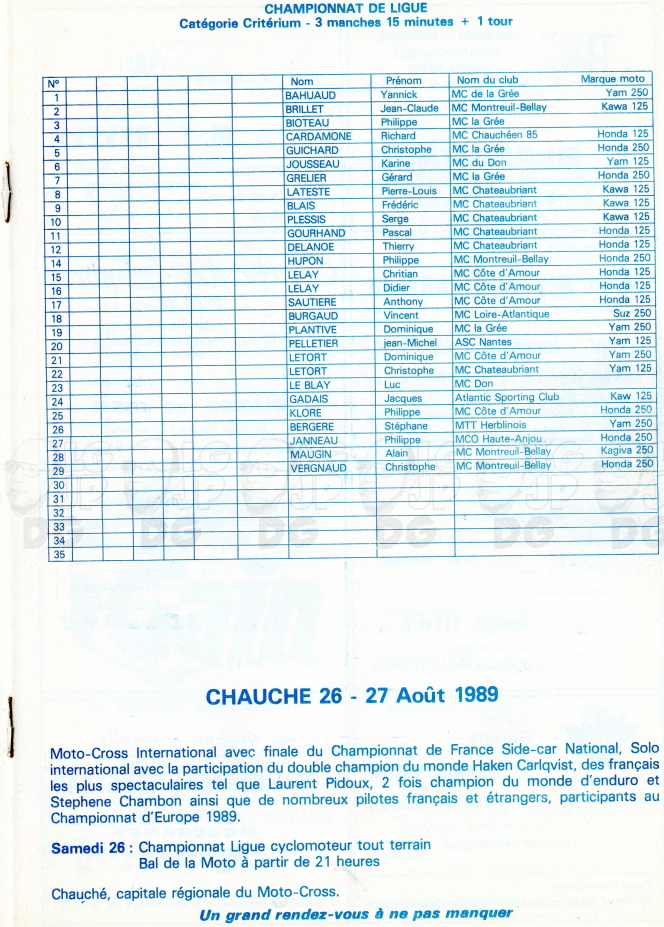 CHAMPIONNAT DE LIGUE
Catégorie Critérium - 3 manches 15 minutes + 1 tour
N° Nom Prénom Nom du club Marque moto
1 BAHUAUD Yannick MC de la Grée Yam 250
2 BRILLET Jean-Claude MC Montreuil-Bellay Kawa 125
3 BIOTEAU Philippe MC la Grée
4 CARDAMONE Richard MC Chauchéen 85 Honda 125
5 GUICHARD Christophe MC la Grée Honda 250
6 JOUSSEAU Karine MC du Don Yam 125
7 GRELIER Gérard MC la Grée Honda 250
8 LATESTE Pierre-Louis MC Chateaubriant Kawa 125
9 BLAIS Frédéric MC Chateaubriant Kawa 125
10 PLESSIS Serge MC Chateaubriant Kawa 125
11 GOURHAND Pascal MC Chateaubriant Honda 125
12 DELANOE Thierry MC Chateaubriant Honda 125
14 HUPON Philippe MC Montreuil-Bellay Honda 250
15 LELAY Chritian MC Côte d'Amour Honda 125
16 LELAY Didier MC Côte d'Amour Honda 125
17 SAUTIERE Anthony MC Côte d'Amour Honda 125
18 BURGAUD Vincent MC Loire-Atlantique Suz 250
19 PLANTIVE Dominique MC la Grée Yam 250
20 PELLETIER jean-Michel ASC Nantes Yam 125
21 LETORT Dominique MC Côte d'Amour Yam 250
22 LETORT Christophe MC Chateaubriant Yam 125
23 LE BLAY Luc MC Don
24 GADAIS Jacques Atlantic Sporting Club Kaw 125
25 KLORE Philippe MC Côte d'Amour Honda 250
26 BERGERE Stéphane MTT Herblinois Yam 250
27 JANNEAU Philippe MCO Haute-Anjou Honda 250
28 MAUGIN Alain MC Montreuil-Bellay Kagiva 250
29 VERGNAUD Christophe MC Montreuil-Bellay Honda 250
30
31
32
33
34
35
CHAUCHE 26 - 27 Août 1989
Moto-Cross International avec finale du Championnat de France Side-car National, Solo
international avec la participation du double champion du monde Haken Carlqvist, des français
les plus spectaculaires tel que Laurent Pidoux, 2 fois champion du monde d'enduro et
Stephene Chambon ainsi que de nombreux pilotes français et étrangers, participants au
Championnat d'Europe 1989.
Samedi 26 : Championnat Ligue cyclomoteur tout terrain
Bal de la Moto à partir de 21 heures
Chauché, capitale régionale du Moto-Cross.
Un grand rendez-vous à ne pas manquer